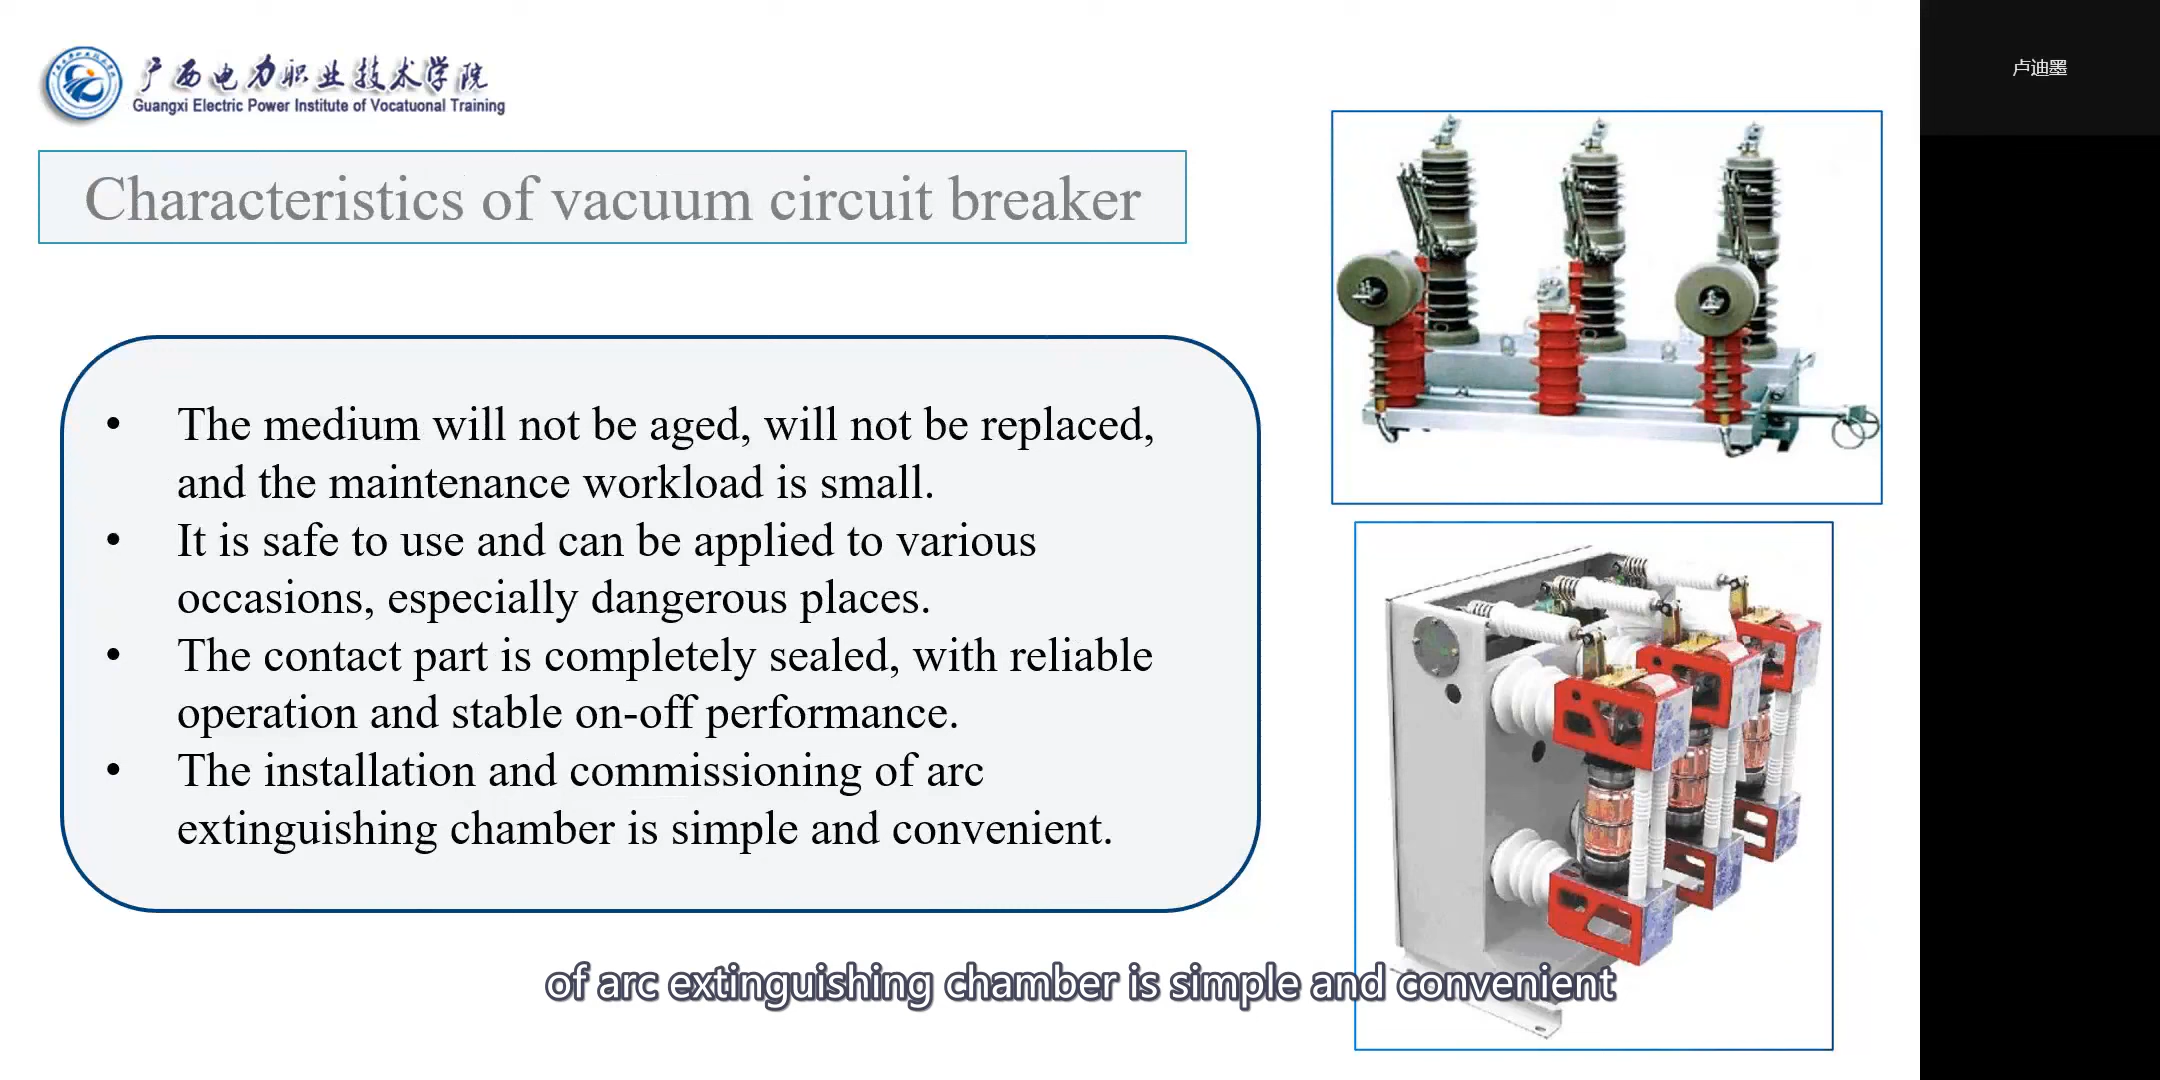 广西电力职业技术学院
Guangxi Electric Power Institute of Vocatuonal Training
卢迪墨
Characteristics of vacuum circuit breaker
• The medium will not be aged, will not be replaced,
and the maintenance workload is small.
• It is safe to use and can be applied to various
occasions, especially dangerous places.
• The contact part is completely sealed, with reliable
operation and stable on-off performance.
• The installation and commissioning of arc
extinguishing chamber is simple and convenient.
of arc extinguishing chamber is simple and convenient